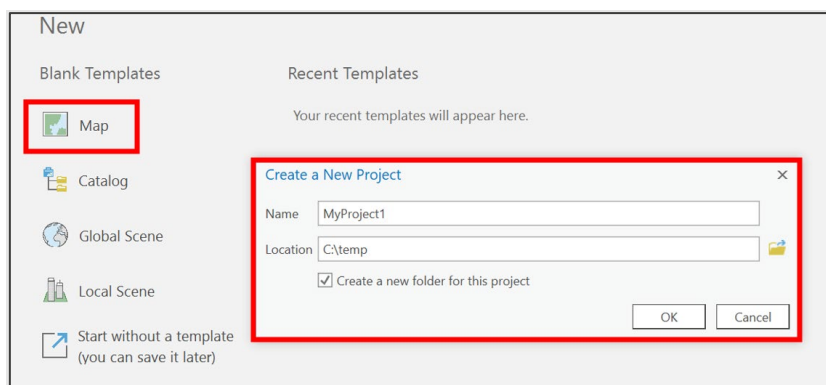 New
Blank Templates
Recent Templates
Map
Your recent templates will appear here.
Catalog
Global Scene
Local Scene
Start without a template
(you can save it later)
Create a New Project
Name
MyProject1
Location
C:\temp
Create a new folder for this project
OK
Cancel